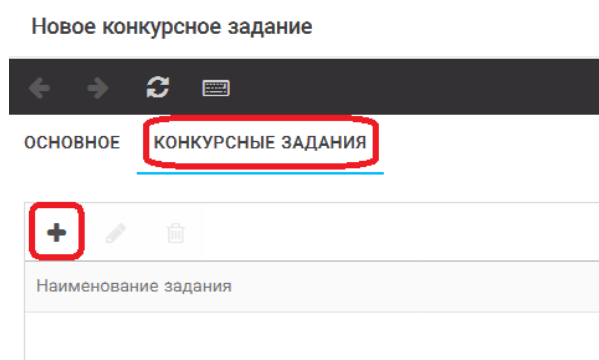 Новое конкурсное задание
ОСНОВНОЕ КОНКУРСНЫЕ ЗАДАНИЯ
Наименование задания